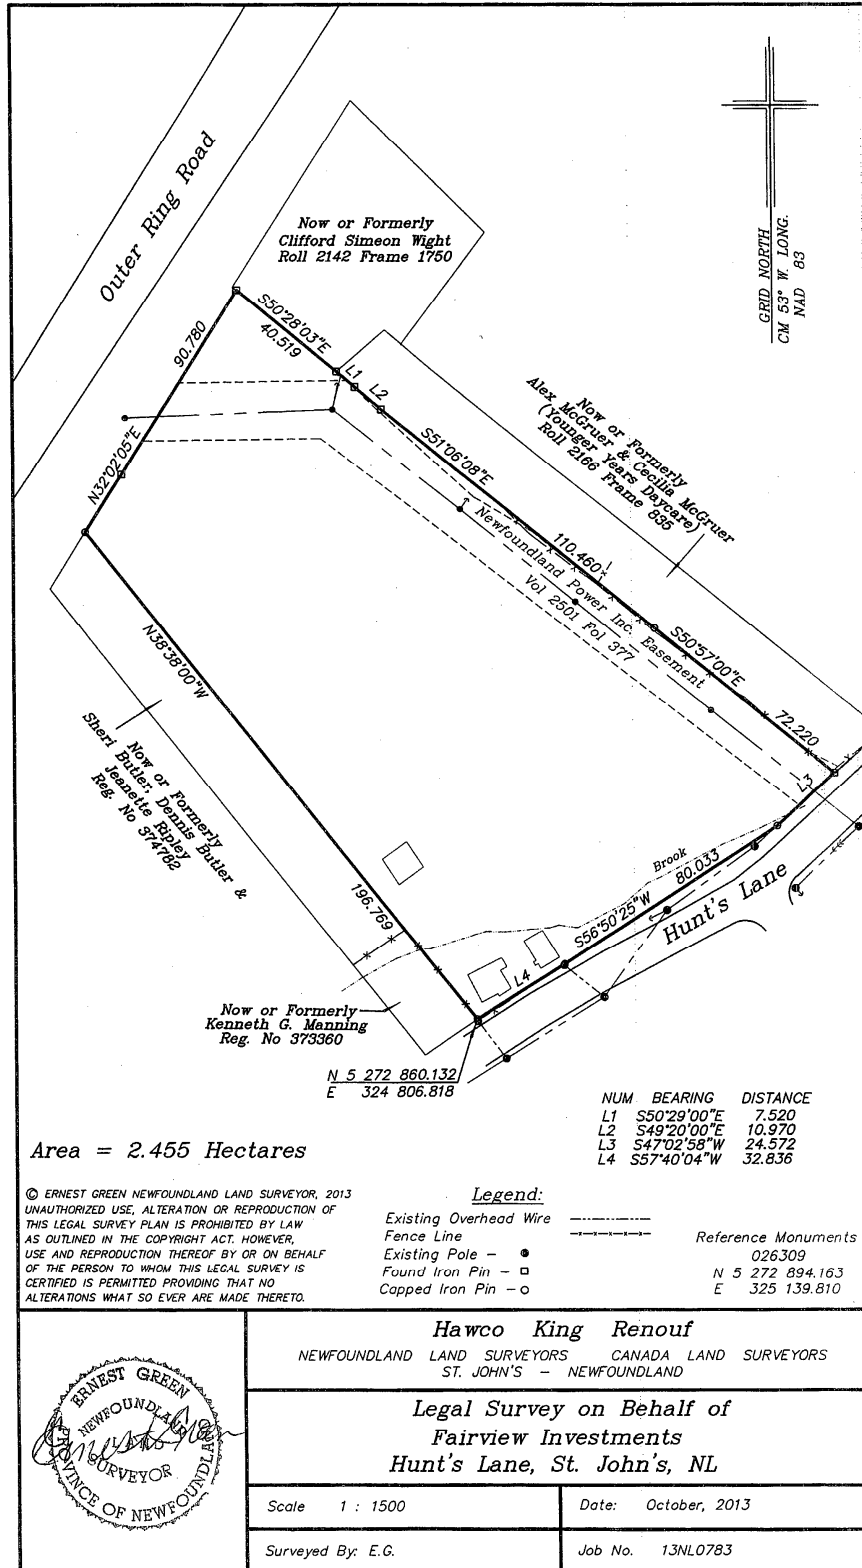 Outer Ring Road
Now or Formerly
Clifford Simeon Wight
Roll 2142 Frame 1750
GRID NORTH
CM 53° W. LONG.
NAD 83
S50°28'03"E
40.519
90.780
N32°02'05"E
L1
L2
S51°06'08"E
110.460
Now or Formerly
Alex McGruer & Cecilia McGruer
(Younger Years Daycare)
Roll 2166 Frame 835
Newfoundland Power Inc. Easement
Vol 2501 Fol 377
S50°57'00"E
72.220
L3
N38°38'00"W
196.769
Now or Formerly
Sheri Butler, Dennis Butler &
Jeanette Ripley
Reg. No 374782
Brook
80.033
S56°50'25"W
Hunt's Lane
L4
Now or Formerly
Kenneth G. Manning
Reg. No 373360
N 5 272 860.132
E 324 806.818
NUM BEARING DISTANCE
L1 S50°29'00"E 7.520
L2 S49°20'00"E 10.970
L3 S47°02'58"W 24.572
L4 S57°40'04"W 32.836
Area = 2.455 Hectares
© ERNEST GREEN NEWFOUNDLAND LAND SURVEYOR, 2013
UNAUTHORIZED USE, ALTERATION OR REPRODUCTION OF
THIS LEGAL SURVEY PLAN IS PROHIBITED BY LAW
AS OUTLINED IN THE COPYRIGHT ACT. HOWEVER,
USE AND REPRODUCTION THEREOF BY OR ON BEHALF
OF THE PERSON TO WHOM THIS LEGAL SURVEY IS
CERTIFIED IS PERMITTED PROVIDING THAT NO
ALTERATIONS WHAT SO EVER ARE MADE THERETO.
Legend:
Existing Overhead Wire
Fence Line
Existing Pole –
Found Iron Pin –
Capped Iron Pin –
Reference Monuments
026309
N 5 272 894.163
E 325 139.810
ERNEST GREEN
NEWFOUNDLAND
LAND
SURVEYOR
PROVINCE OF NEWFOUNDLAND
Ernest Green
Hawco King Renouf
NEWFOUNDLAND LAND SURVEYORS CANADA LAND SURVEYORS
ST. JOHN'S – NEWFOUNDLAND
Legal Survey on Behalf of
Fairview Investments
Hunt's Lane, St. John's, NL
Scale 1 : 1500
Date: October, 2013
Surveyed By: E.G.
Job No. 13NL0783